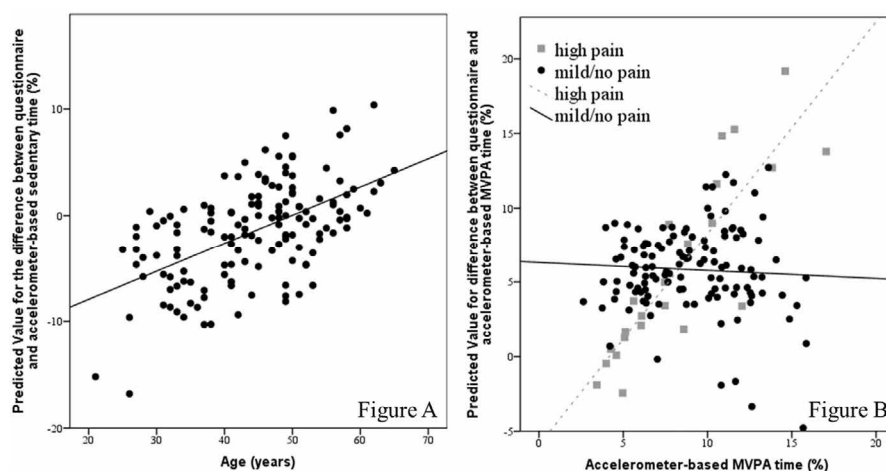 Predicted Value for the difference between questionnaire
and accelerometer-based sedentary time (%)
10
0
-10
-20
20
30
40
50
60
70
Age (years)
Figure A
Predicted Value for difference between questionnaire and
accelerometer-based MVPA time (%)
20
15
10
5
0
-5
high pain
mild/no pain
high pain
mild/no pain
0
5
10
15
20
Accelerometer-based MVPA time (%)
Figure B